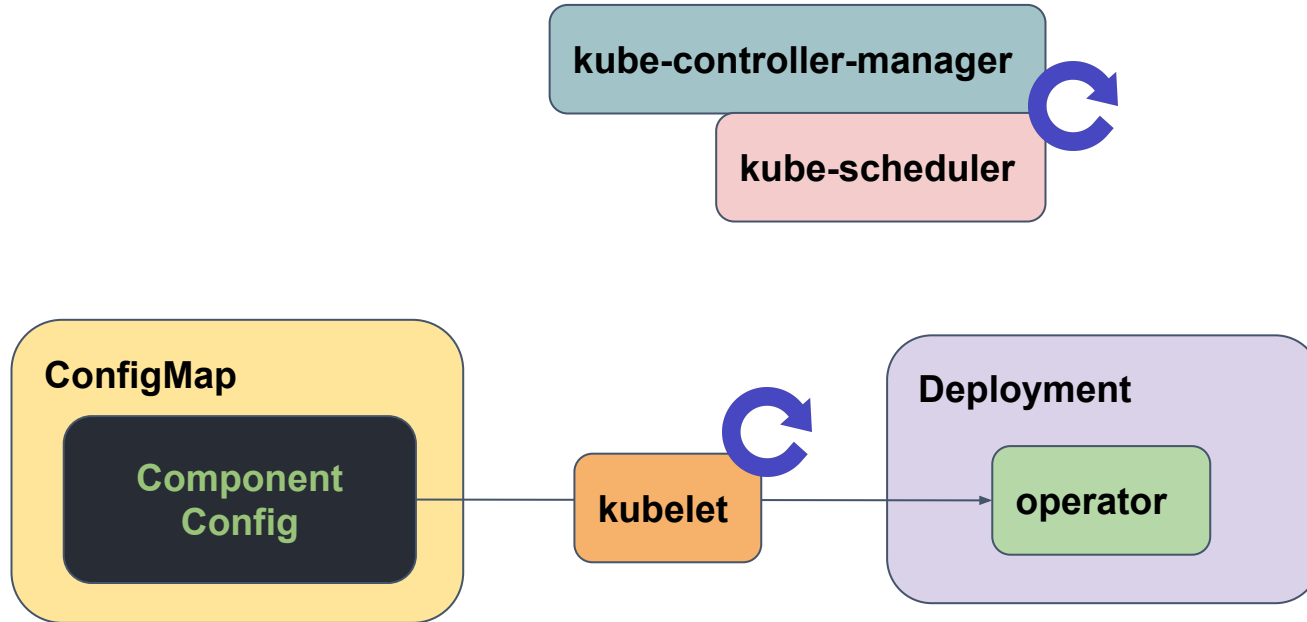 kube-controller-manager
kube-scheduler
ConfigMap
Component
Config
kubelet
Deployment
operator